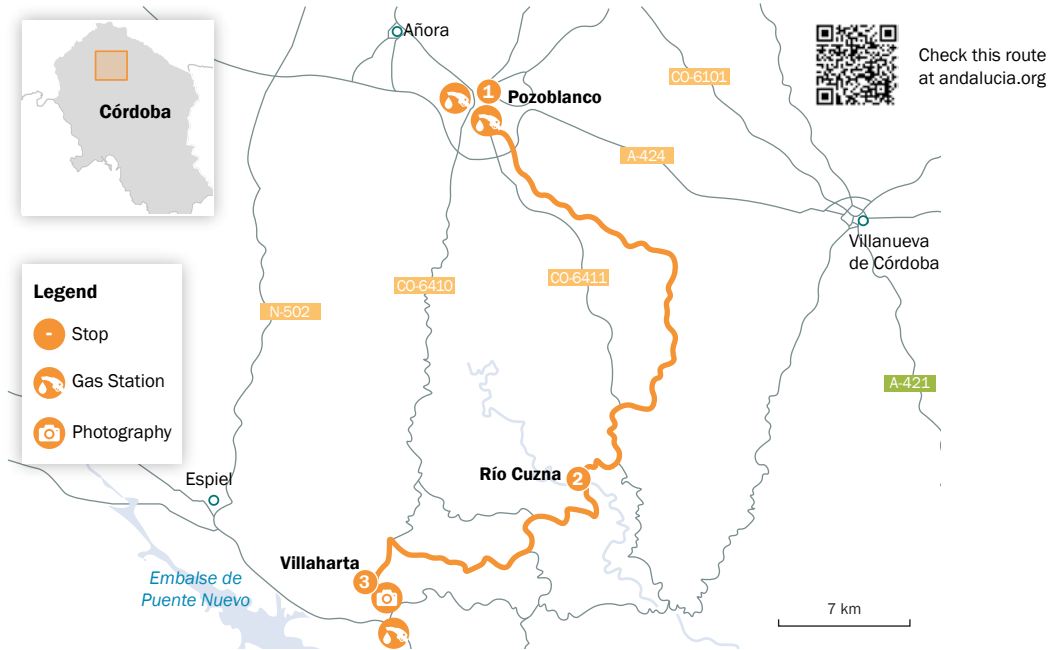 Añora
Check this route
at andalucia.org
CO-6101
Córdoba
1
Pozoblanco
A-424
Villanueva
de Córdoba
CO-6410
CO-6411
Legend
N-502
- Stop
Gas Station
A-421
Photography
Río Cuzna
2
Espiel
Villaharta
3
Embalse de
Puente Nuevo
7 km